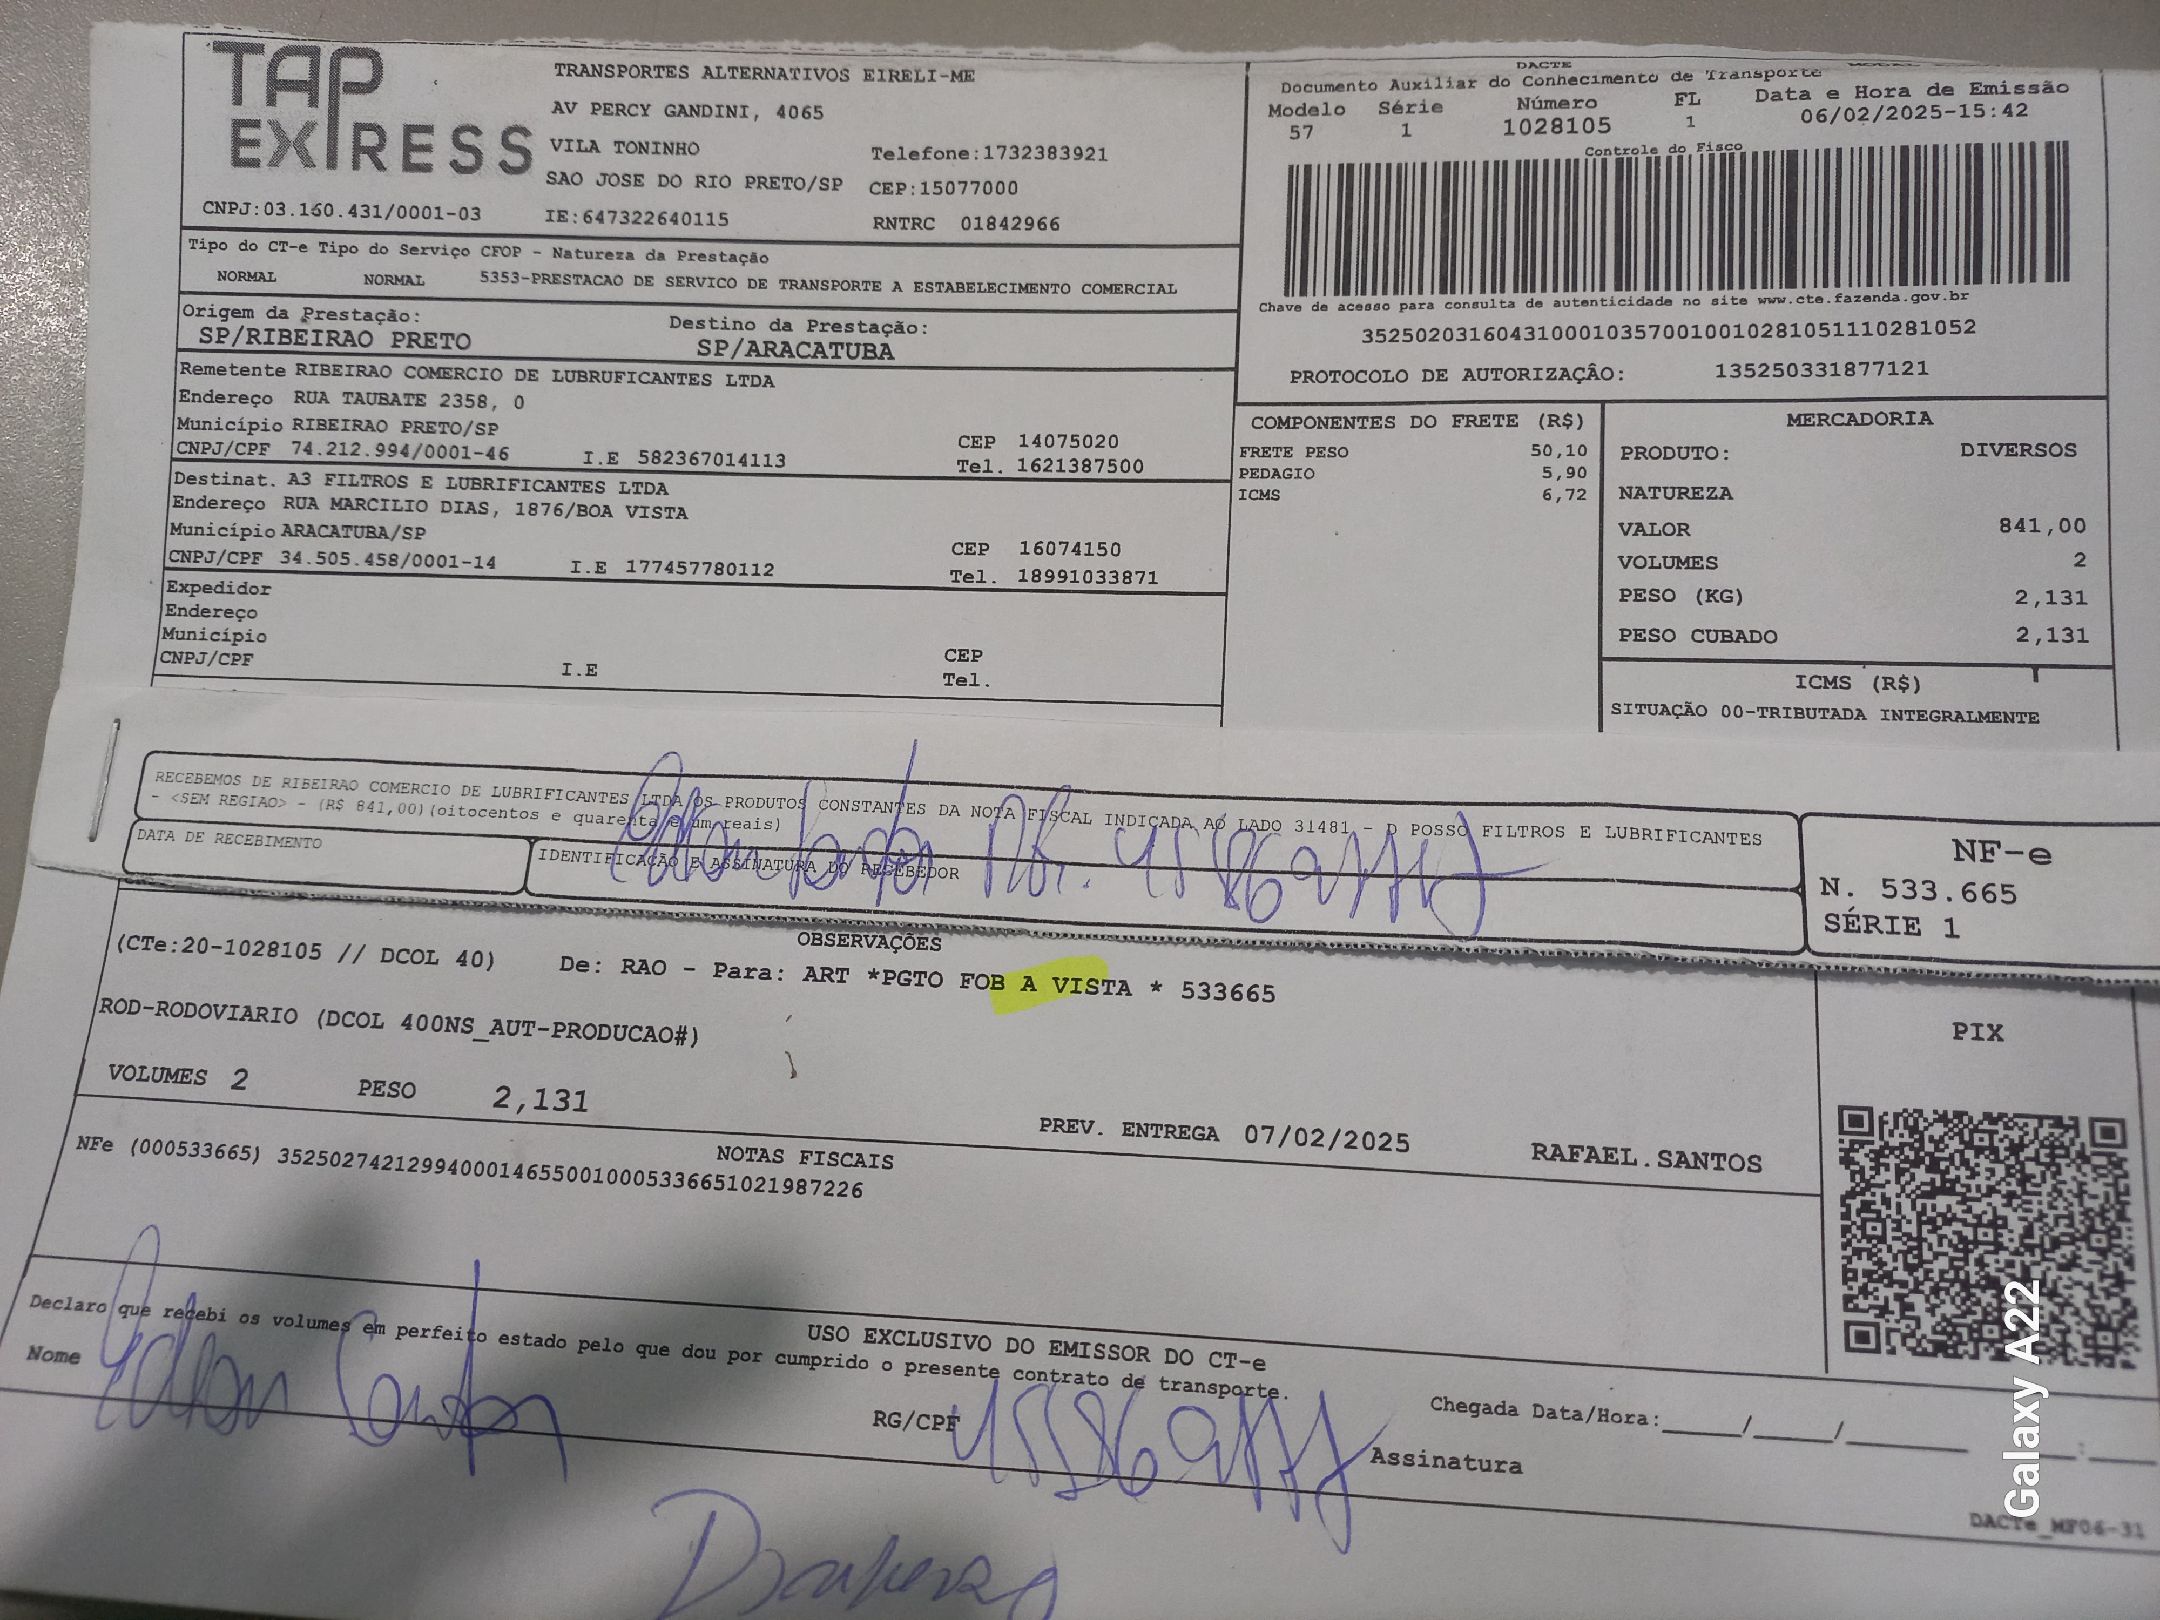 TAP EXPRESS
TRANSPORTES ALTERNATIVOS EIRELI-ME
AV PERCY GANDINI, 4065
VILA TONINHO Telefone:1732383921
SAO JOSE DO RIO PRETO/SP CEP:15077000
CNPJ:03.160.431/0001-03 IE:647322640115 RNTRC 01842966
Tipo do CT-e Tipo do Serviço CFOP - Natureza da Prestação
NORMAL NORMAL 5353-PRESTACAO DE SERVICO DE TRANSPORTE A ESTABELECIMENTO COMERCIAL
Origem da Prestação: Destino da Prestação:
SP/RIBEIRAO PRETO SP/ARACATUBA
Remetente RIBEIRAO COMERCIO DE LUBRUFICANTES LTDA
Endereço RUA TAUBATE 2358, 0
Município RIBEIRAO PRETO/SP CEP 14075020
CNPJ/CPF 74.212.994/0001-46 I.E 582367014113 Tel. 1621387500
Destinat. A3 FILTROS E LUBRIFICANTES LTDA
Endereço RUA MARCILIO DIAS, 1876/BOA VISTA
Município ARACATUBA/SP CEP 16074150
CNPJ/CPF 34.505.458/0001-14 I.E 177457780112 Tel. 18991033871
Expedidor
Endereço
Município CEP
CNPJ/CPF I.E Tel.
DACTE
Documento Auxiliar do Conhecimento de Transporte
Modelo Série Número FL Data e Hora de Emissão
57 1 1028105 1 06/02/2025-15:42
Controle do Fisco
Chave de acesso para consulta de autenticidade no site www.cte.fazenda.gov.br
35250203160431000103570010010281051110281052
PROTOCOLO DE AUTORIZAÇÂO: 135250331877121
COMPONENTES DO FRETE (R$)
FRETE PESO 50,10
PEDAGIO 5,90
ICMS 6,72
MERCADORIA
PRODUTO: DIVERSOS
NATUREZA
VALOR 841,00
VOLUMES 2
PESO (KG) 2,131
PESO CUBADO 2,131
ICMS (R$)
SITUAÇÃO 00-TRIBUTADA INTEGRALMENTE
RECEBEMOS DE RIBEIRAO COMERCIO DE LUBRIFICANTES LTDA OS PRODUTOS CONSTANTES DA NOTA FISCAL INDICADA AO LADO 31481 - D POSSO FILTROS E LUBRIFICANTES
- <SEM REGIAO> - (R$ 841,00)(oitocentos e quarenta e um reais)
DATA DE RECEBIMENTO
IDENTIFICAÇÃO E ASSINATURA DO RECEBEDOR
NF-e
N. 533.665
SÉRIE 1
OBSERVAÇÕES
(CTe:20-1028105 // DCOL 40) De: RAO - Para: ART *PGTO FOB A VISTA * 533665
ROD-RODOVIARIO (DCOL 400NS_AUT-PRODUCAO#)
VOLUMES 2 PESO 2,131
PREV. ENTREGA 07/02/2025 RAFAEL.SANTOS
PIX
NOTAS FISCAIS
NFe (000533665) 35250274212994000146550010005336651021987226
USO EXCLUSIVO DO EMISSOR DO CT-e
Declaro que recebi os volumes em perfeito estado pelo que dou por cumprido o presente contrato de transporte.
Nome RG/CPF Assinatura
Chegada Data/Hora:_____/_____/________ ____:____
DACTe_MF06-31
Galaxy A22